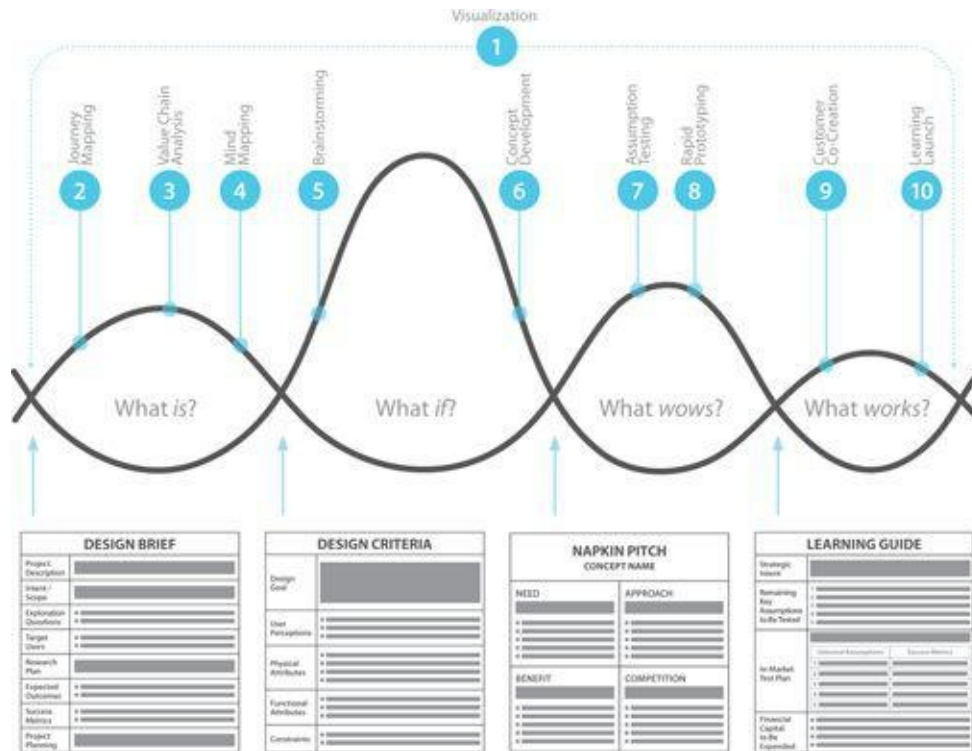 Visualization
1
Journey
Mapping
2
Value Chain
Analysis
3
Mind
Mapping
4
Brainstorming
5
Concept
Development
6
Assumption
Testing
7
Rapid
Prototyping
8
Customer
Co-Creation
9
Learning
Launch
10
What is?
What if?
What wows?
What works?
DESIGN BRIEF
Project
Description
Intent /
Scope
Exploration
Questions
Target
Users
Research
Plan
Expected
Outcomes
Success
Metrics
Project
Planning
DESIGN CRITERIA
Design
Goal
User
Perceptions
Physical
Attributes
Functional
Attributes
Constraints
NAPKIN PITCH
CONCEPT NAME
NEED
APPROACH
BENEFIT
COMPETITION
LEARNING GUIDE
Strategic
Intent
Remaining
Key
Assumptions
to Be Tested
In-Market
Test Plan
Untested Assumptions
Success Metrics
Financial
Capital
to Be
Expended